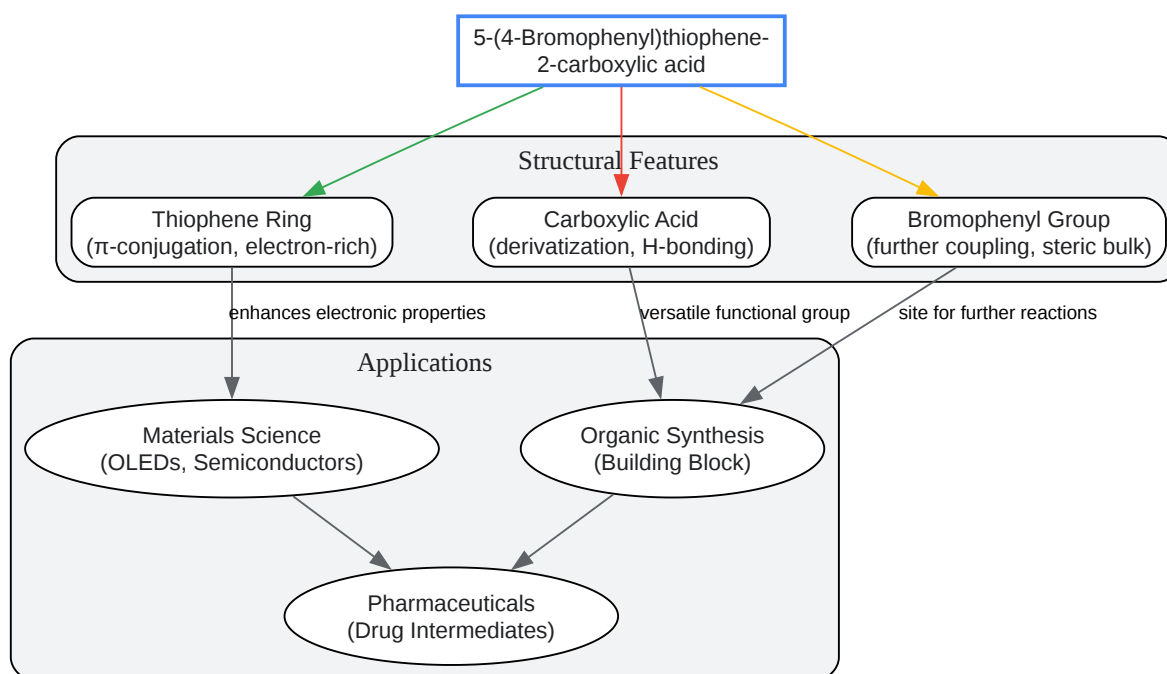 5-(4-Bromophenyl)thiophene-
2-carboxylic acid
Structural Features
Thiophene Ring
(π-conjugation, electron-rich)
Carboxylic Acid
(derivatization, H-bonding)
Bromophenyl Group
(further coupling, steric bulk)
enhances electronic properties
versatile functional group
site for further reactions
Applications
Materials Science
(OLEDs, Semiconductors)
Organic Synthesis
(Building Block)
Pharmaceuticals
(Drug Intermediates)